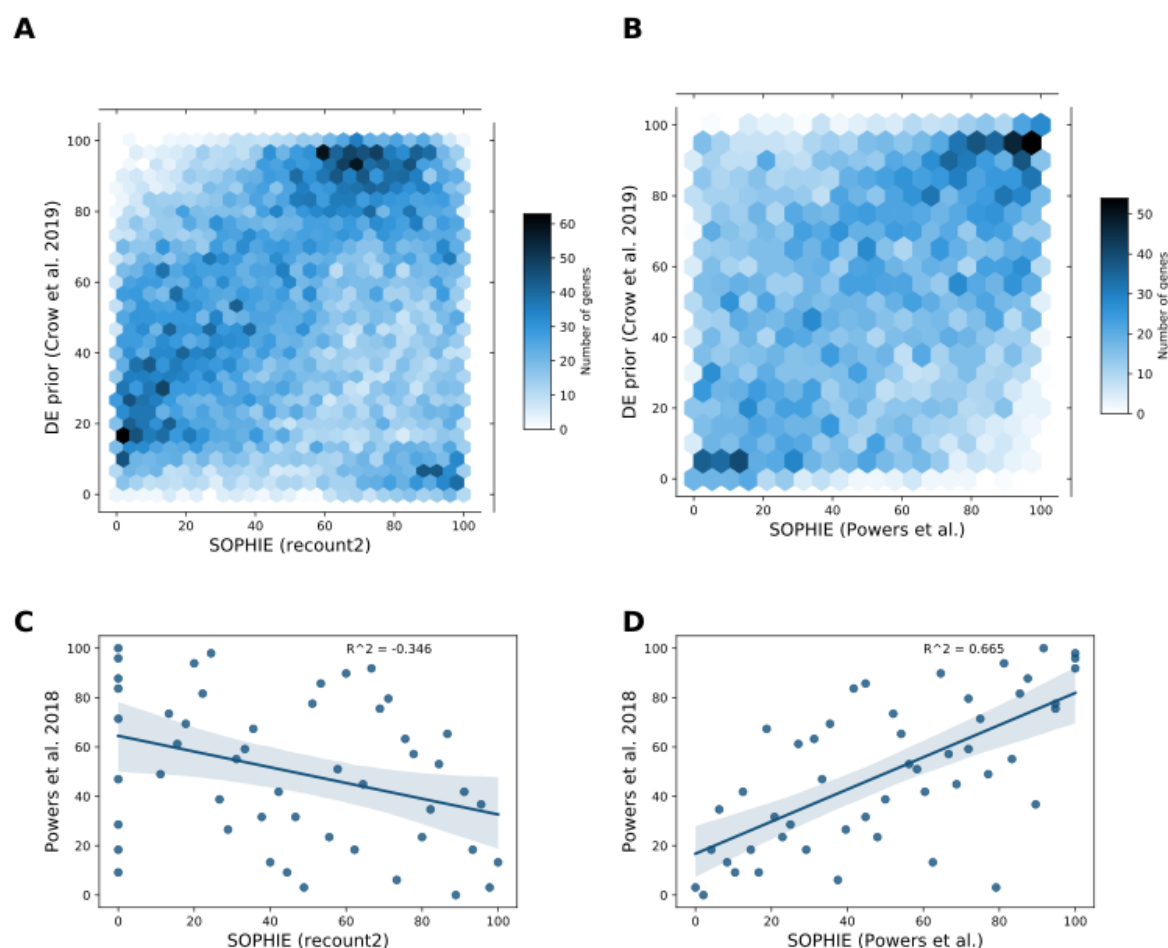 A
B
DE prior (Crow et al. 2019)
100
80
60
40
20
0
0 20 40 60 80 100
SOPHIE (recount2)
60
50
40
30
20
10
0
Number of genes
DE prior (Crow et al. 2019)
100
80
60
40
20
0
0 20 40 60 80 100
SOPHIE (Powers et al.)
50
40
30
20
10
0
Number of genes
C
D
Powers et al. 2018
100
80
60
40
20
0
R^2 = -0.346
0 20 40 60 80 100
SOPHIE (recount2)
Powers et al. 2018
100
80
60
40
20
0
R^2 = 0.665
0 20 40 60 80 100
SOPHIE (Powers et al.)